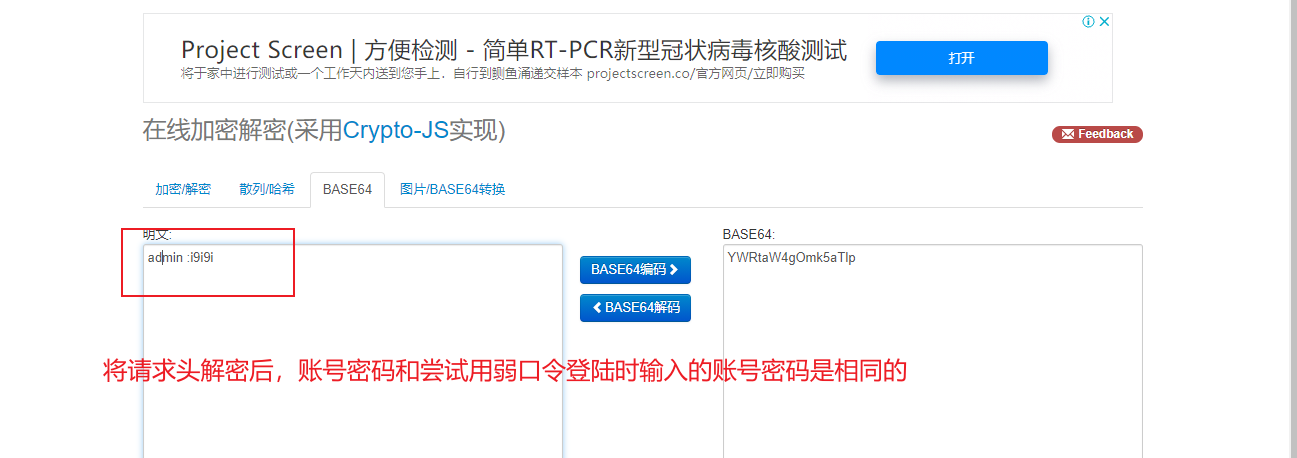 Project Screen | 方便检测 - 简单RT-PCR新型冠状病毒核酸测试
将于家中进行测试或一个工作天内送到您手上．自行到鲗鱼涌递交样本 projectscreen.co/官方网页/立即购买
打开
在线加密解密(采用Crypto-JS实现)
Feedback
加密/解密 散列/哈希 BASE64 图片/BASE64转换
明文:
BASE64:
admin :i9i9i
YWRtaW4gOmk5aTlp
BASE64编码
BASE64解码
将请求头解密后，账号密码和尝试用弱口令登陆时输入的账号密码是相同的